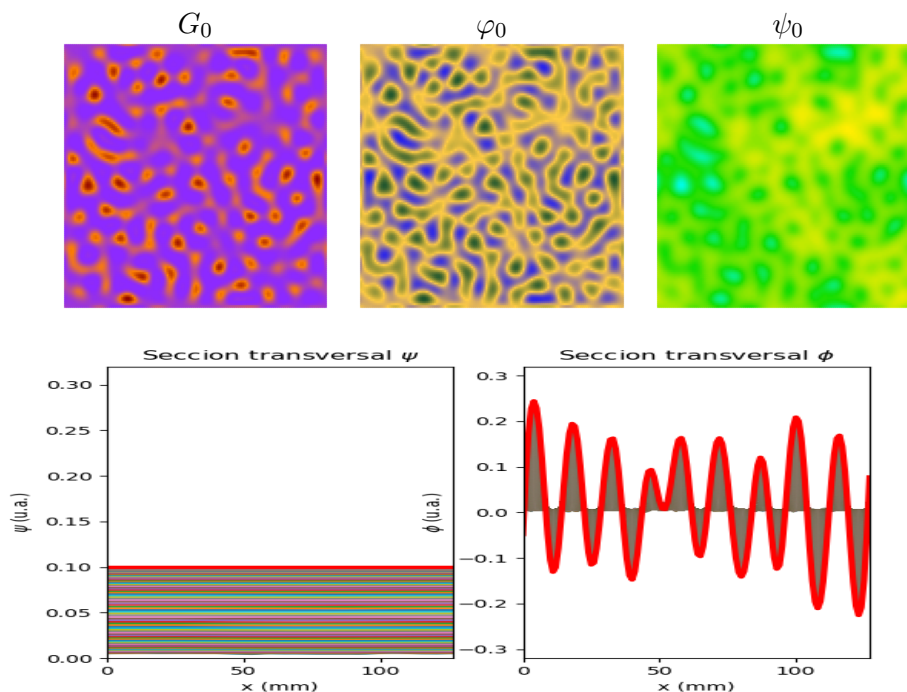 G₀ φ₀ ψ₀
Seccion transversal ψ
0.30
0.25
0.20
0.15
0.10
0.05
0.00
ψ (u.a.)
0 50 100
x (mm)
Seccion transversal ϕ
0.3
0.2
0.1
0.0
−0.1
−0.2
−0.3
ϕ (u.a.)
0 50 100
x (mm)